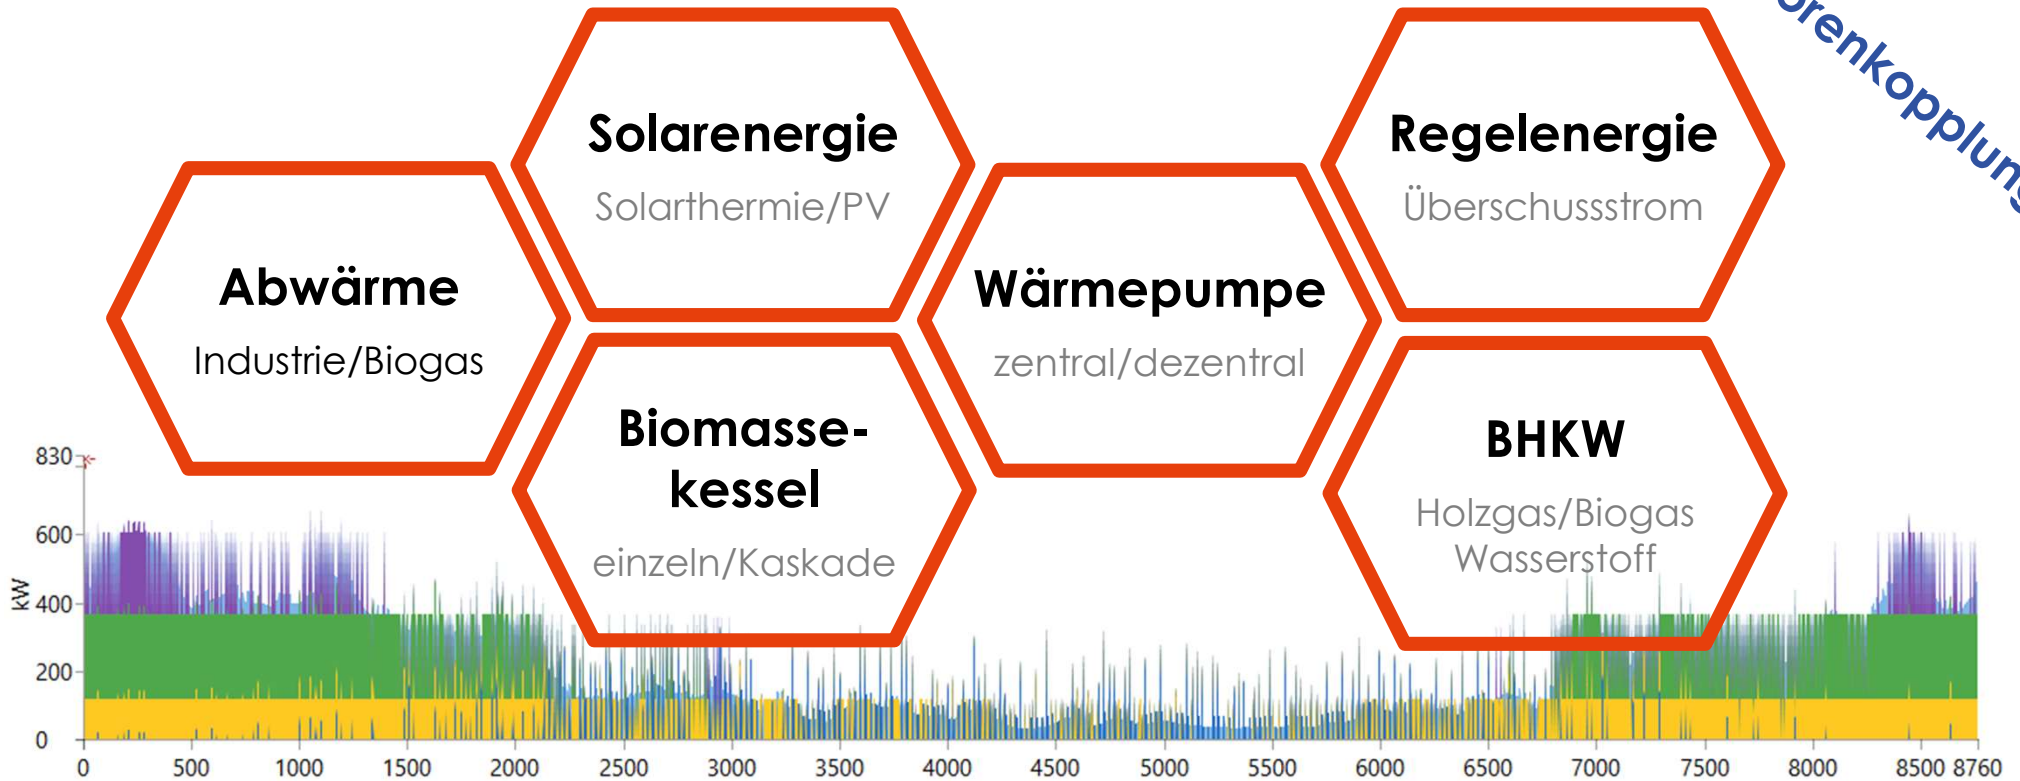 Solarenergie
Solarthermie/PV
Regelenergie
Überschussstrom
Abwärme
Industrie/Biogas
Wärmepumpe
zentral/dezentral
Biomasse-
kessel
einzeln/Kaskade
BHKW
Holzgas/Biogas
Wasserstoff
830
600
400
200
0
kW
0 500 1000 1500 2000 2500 3000 3500 4000 4500 5000 5500 6000 6500 7000 7500 8000 8500 8760